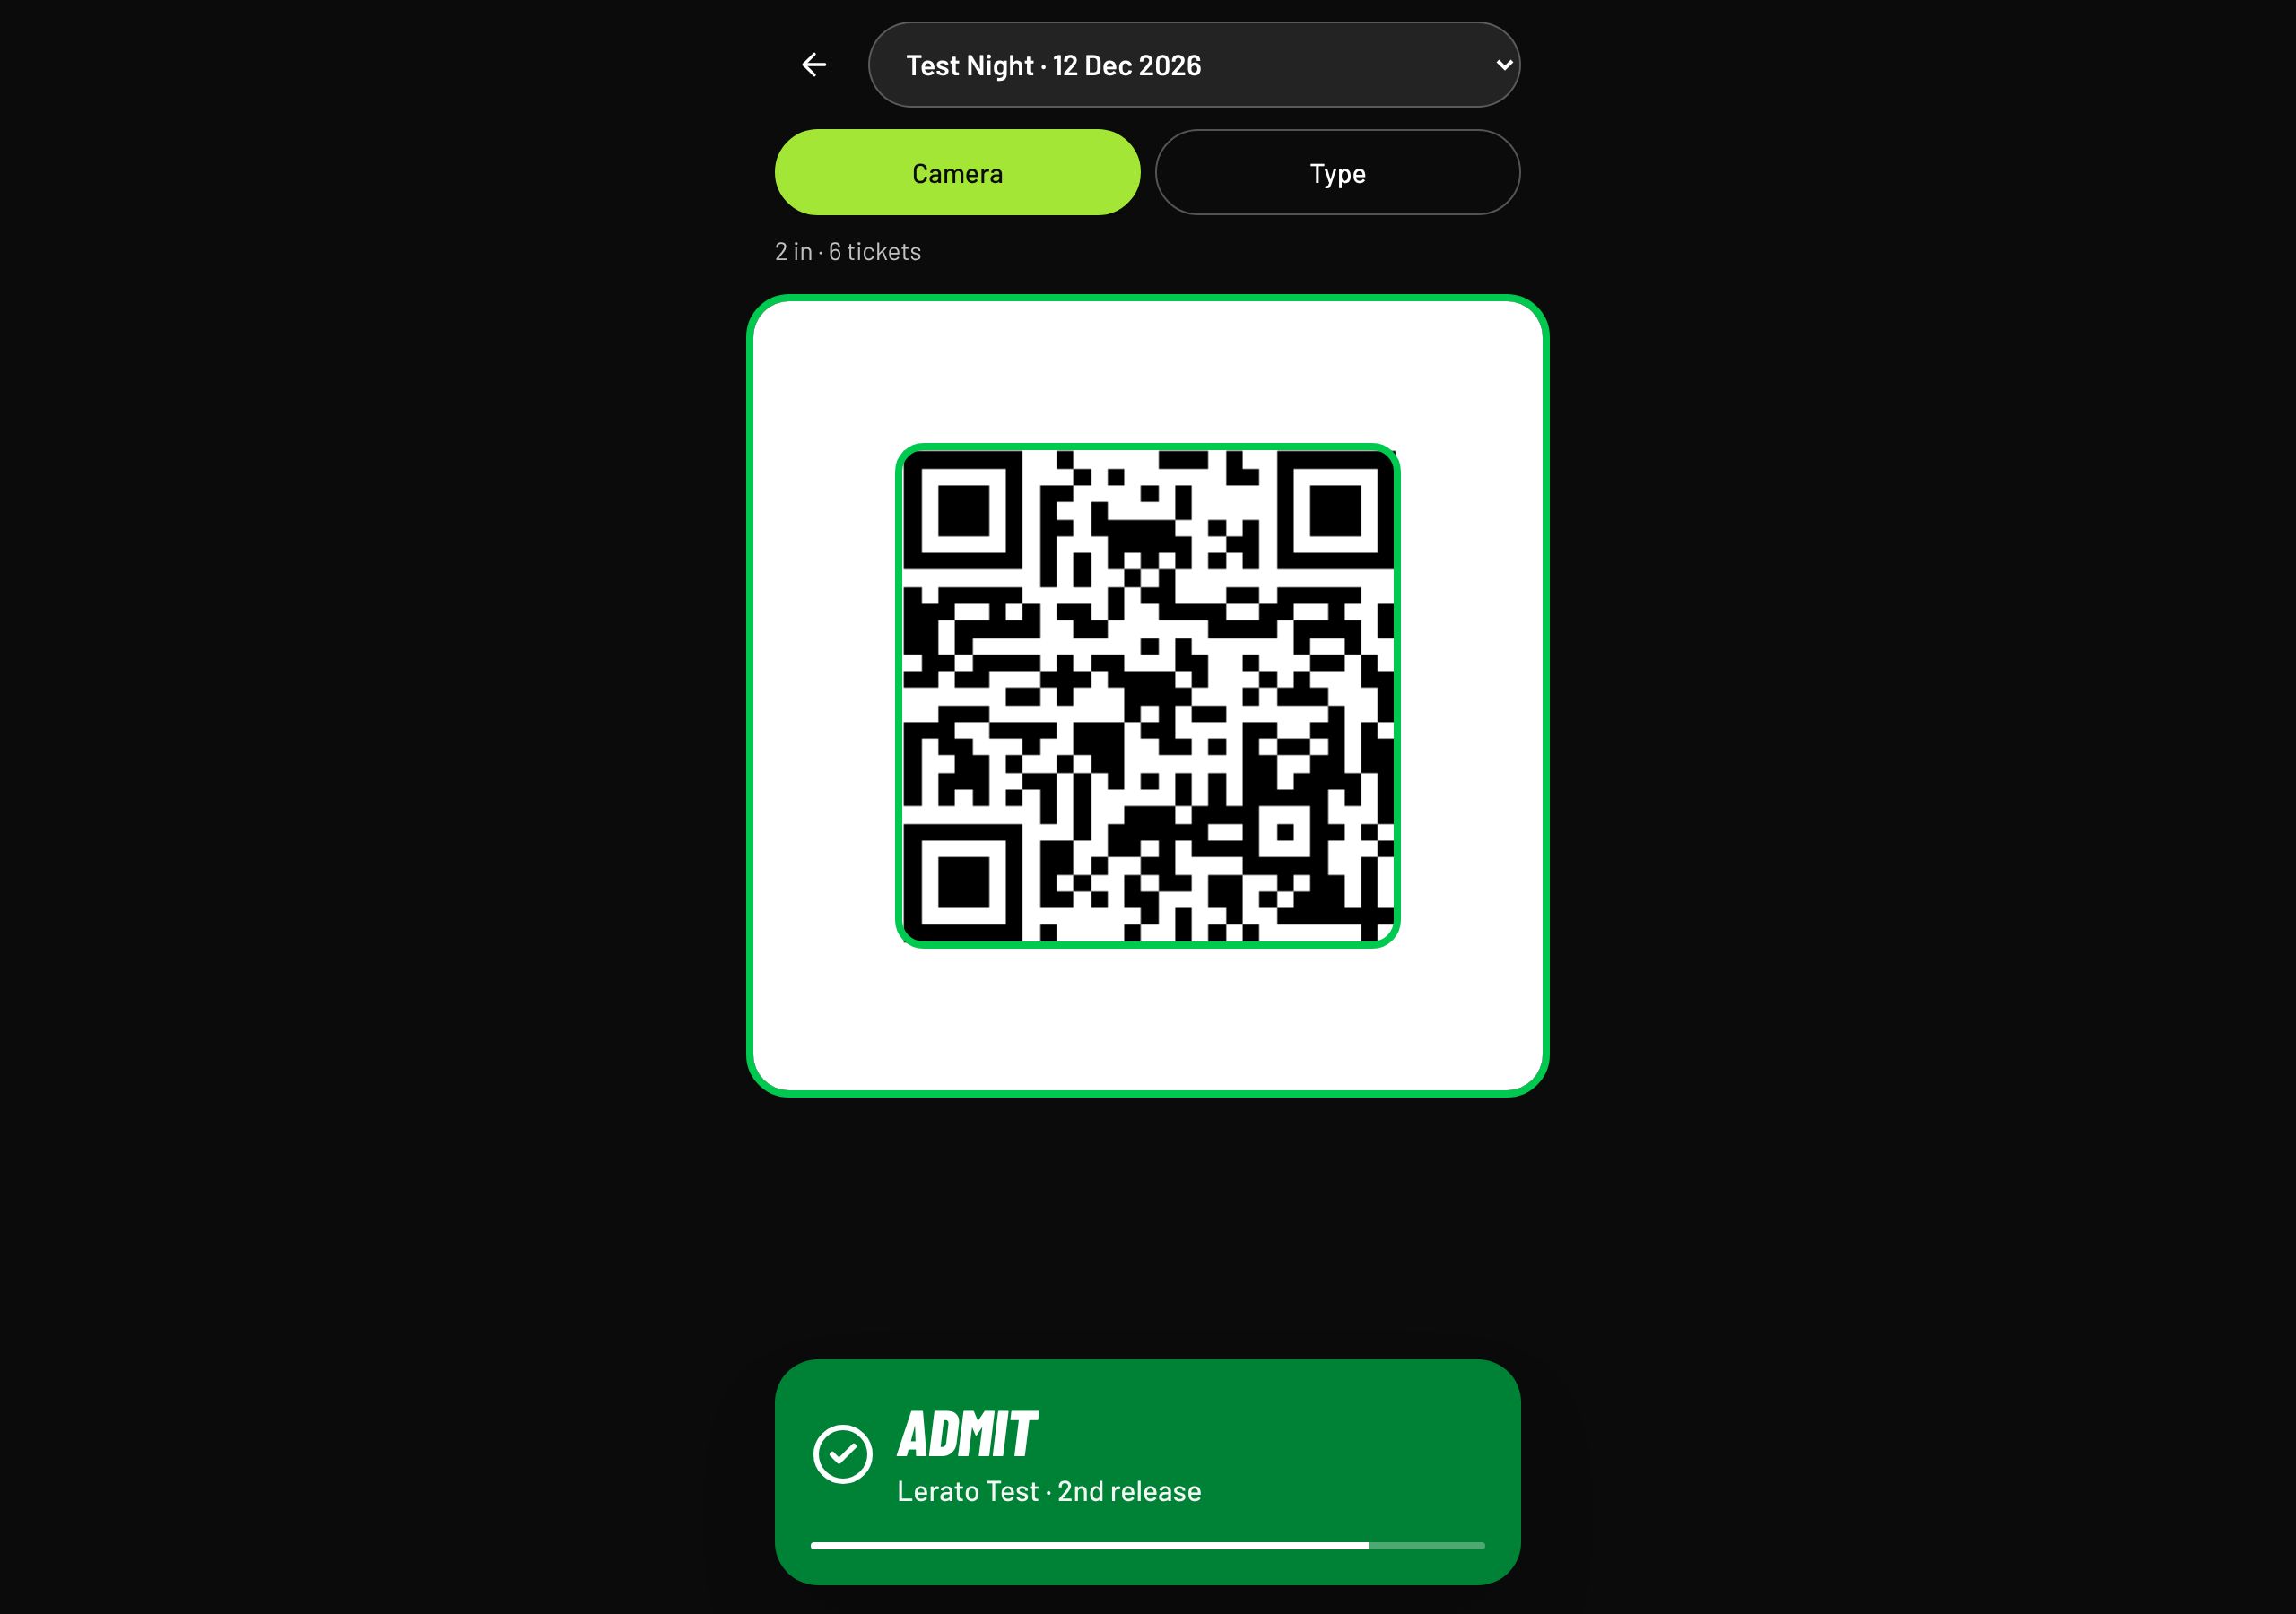 Test Night · 12 Dec 2026
Camera
Type
2 in · 6 tickets
ADMIT
Lerato Test · 2nd release